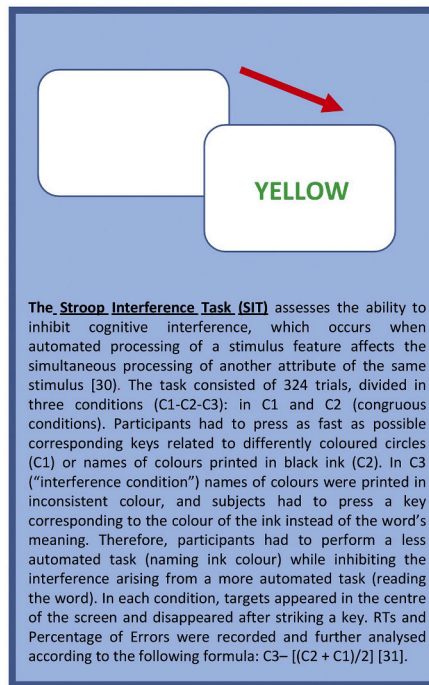 YELLOW
The Stroop Interference Task (SIT) assesses the ability to
inhibit cognitive interference, which occurs when
automated processing of a stimulus feature affects the
simultaneous processing of another attribute of the same
stimulus [30). The task consisted of 324 trials, divided in
three conditions (C1-C2-C3): in C1 and C2 (congruous
conditions). Participants had to press as fast as possible
corresponding keys related to differently coloured circles
(C1) or names of colours printed in black ink (C2). In C3
(“interference condition”) names of colours were printed in
inconsistent colour, and subjects had to press a key
corresponding to the colour of the ink instead of the word’s
meaning. Therefore, participants had to perform a less
automated task (naming ink colour) while inhibiting the
interference arising from a more automated task (reading
the word). In each condition, targets appeared in the centre
of the screen and disappeared after striking a key. RTs and
Percentage of Errors were recorded and further analysed
according to the following formula: C3– [(C2 + C1)/2] [31].